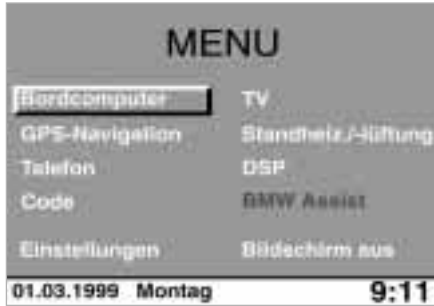 MENU
Bordcomputer TV
GPS-Navigation Standheiz./-lüftung
Telefon DSP
Code BMW Assist
Einstellungen Bildschirm aus
01.03.1999 Montag 9:11